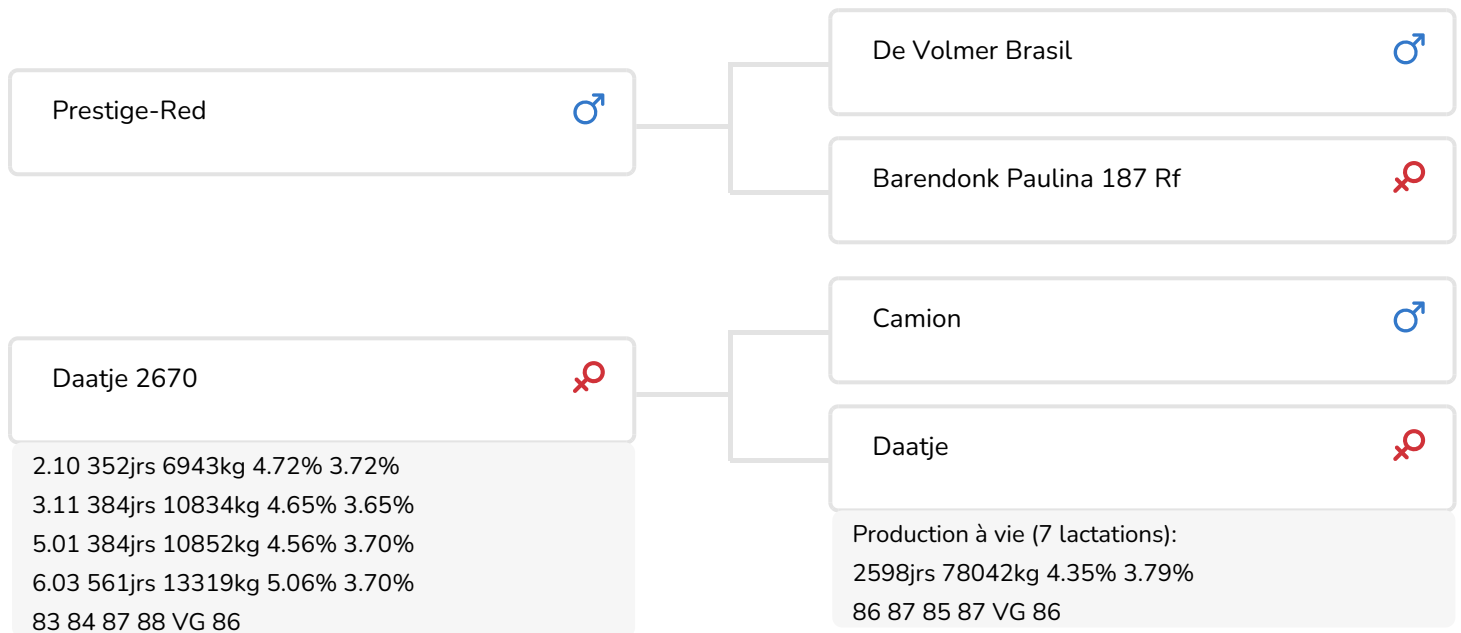 De Volmer Brasil
Prestige-Red
Barendonk Paulina 187 Rf
Camion
Daatje 2670
Daatje
2.10 352jrs 6943kg 4.72% 3.72%
3.11 384jrs 10834kg 4.65% 3.65%
5.01 384jrs 10852kg 4.56% 3.70%
6.03 561jrs 13319kg 5.06% 3.70%
83 84 87 88 VG 86
Production à vie (7 lactations):
2598jrs 78042kg 4.35% 3.79%
86 87 85 87 VG 86